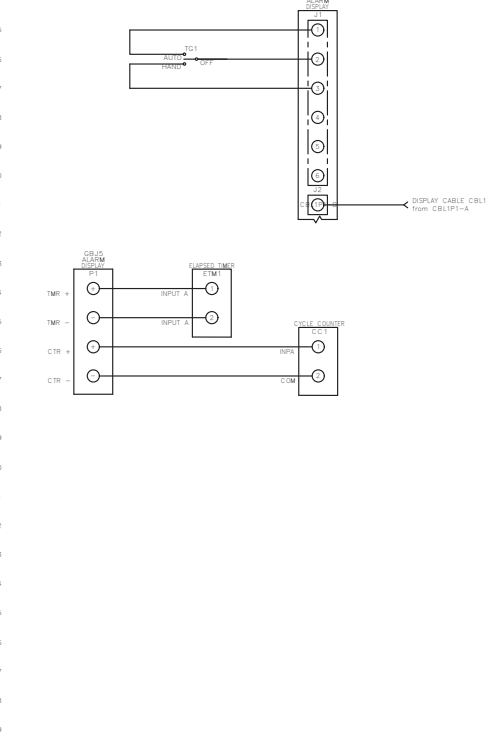 ALARM
DISPLAY
J1
1
TG1
AUTO
OFF
HAND
2
3
4
5
6
J2
DISPLAY CABLE CBL1
from CBL1P1-A
GBJ5
ALARM
DISPLAY
P1
ELAPSED TIMER
ETM1
TMR +
+
INPUT A
1
TMR -
-
INPUT A
2
CYCLE COUNTER
CC1
CTR +
+
INPA
1
CTR -
-
COM
2